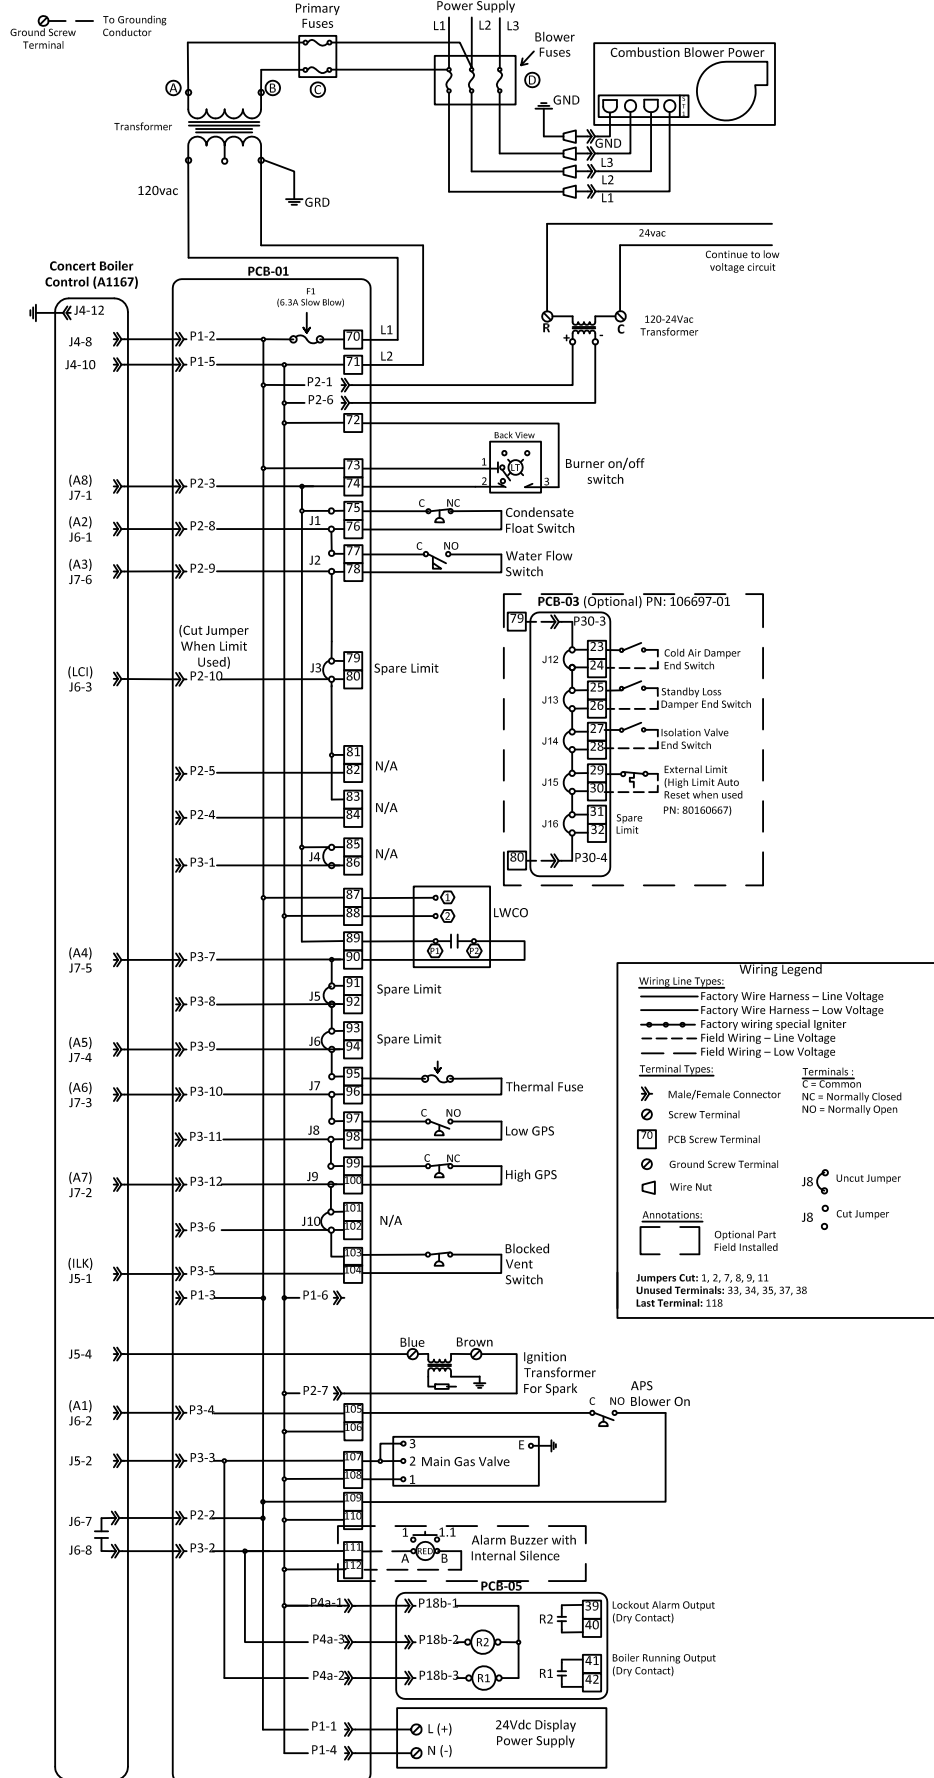 To Grounding
Conductor
Ground Screw
Terminal
Primary
Fuses
Power Supply
L1 L2 L3
Blower
Fuses
Combustion Blower Power
A
B
C
D
GND
S
T
1
Transformer
GND
L3
L2
L1
120vac
GRD
24vac
Continue to low
voltage circuit
Concert Boiler
Control (A1167)
PCB-01
F1
(6.3A Slow Blow)
J4-12
R
C
120-24Vac
Transformer
+ -
J4-8
P1-2
70
L1
J4-10
P1-5
71
L2
P2-1
P2-6
72
Back View
73
1
LT
Burner on/off
switch
(A8)
J7-1
P2-3
74
2
3
75
C NC
Condensate
Float Switch
(A2)
J6-1
P2-8
J1
76
77
C NO
Water Flow
Switch
(A3)
J7-6
P2-9
J2
78
PCB-03 (Optional) PN: 106697-01
79
P30-3
(Cut Jumper
When Limit
Used)
(LCI)
J6-3
P2-10
J3
79
80
Spare Limit
J12
23
24
Cold Air Damper
End Switch
J13
25
26
Standby Loss
Damper End Switch
J14
27
28
Isolation Valve
End Switch
J15
29
30
External Limit
(High Limit Auto
Reset when used
PN: 80160667)
J16
31
32
Spare
Limit
80
P30-4
P2-5
81
82
N/A
P2-4
83
84
N/A
P3-1
J4
85
86
N/A
87
88
1
2
LWCO
89
P1
P2
(A4)
J7-5
P3-7
90
P3-8
J5
91
92
Spare Limit
(A5)
J7-4
P3-9
J6
93
94
Spare Limit
(A6)
J7-3
P3-10
J7
95
96
Thermal Fuse
P3-11
J8
97
98
C NO
Low GPS
(A7)
J7-2
P3-12
J9
99
100
C NC
High GPS
P3-6
J10
101
102
N/A
(ILK)
J5-1
P3-5
103
104
Blocked
Vent
Switch
P1-3
P1-6
Wiring Legend
Wiring Line Types:
Factory Wire Harness – Line Voltage
Factory Wire Harness – Low Voltage
Factory wiring special Igniter
Field Wiring – Line Voltage
Field Wiring – Low Voltage
Terminal Types:
Male/Female Connector
Screw Terminal
70
PCB Screw Terminal
Ground Screw Terminal
Wire Nut
Terminals :
C = Common
NC = Normally Closed
NO = Normally Open
J8
Uncut Jumper
J8
Cut Jumper
Annotations:
Optional Part
Field Installed
Jumpers Cut: 1, 2, 7, 8, 9, 11
Unused Terminals: 33, 34, 35, 37, 38
Last Terminal: 118
J5-4
Blue
Brown
Ignition
Transformer
For Spark
P2-7
(A1)
J6-2
P3-4
105
106
C NO
APS
Blower On
J5-2
P3-3
107
108
3
2 Main Gas Valve
1
E
109
110
J6-7
P2-2
J6-8
P3-2
111
112
1
1.1
A
RED
B
Alarm Buzzer with
Internal Silence
PCB-05
P4a-1
P18b-1
P4a-3
P18b-2
R2
P4a-2
P18b-3
R1
R2
39
40
Lockout Alarm Output
(Dry Contact)
R1
41
42
Boiler Running Output
(Dry Contact)
P1-1
L (+)
P1-4
N (-)
24Vdc Display
Power Supply